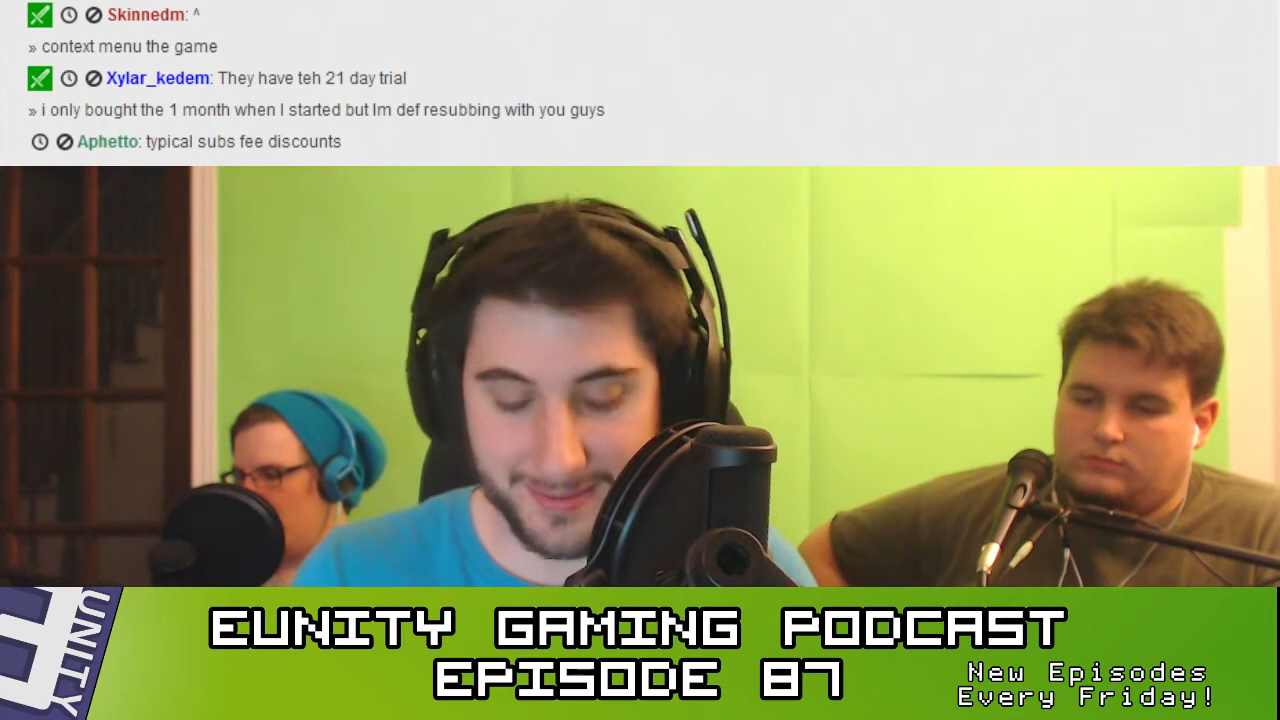 Skinnedm: ^
» context menu the game
Xylar_kedem: They have teh 21 day trial
» i only bought the 1 month when I started but Im def resubbing with you guys
Aphetto: typical subs fee discounts
EUNITY GAMING PODCAST
EPISODE 87
New Episodes
Every Friday!
E
UNITY